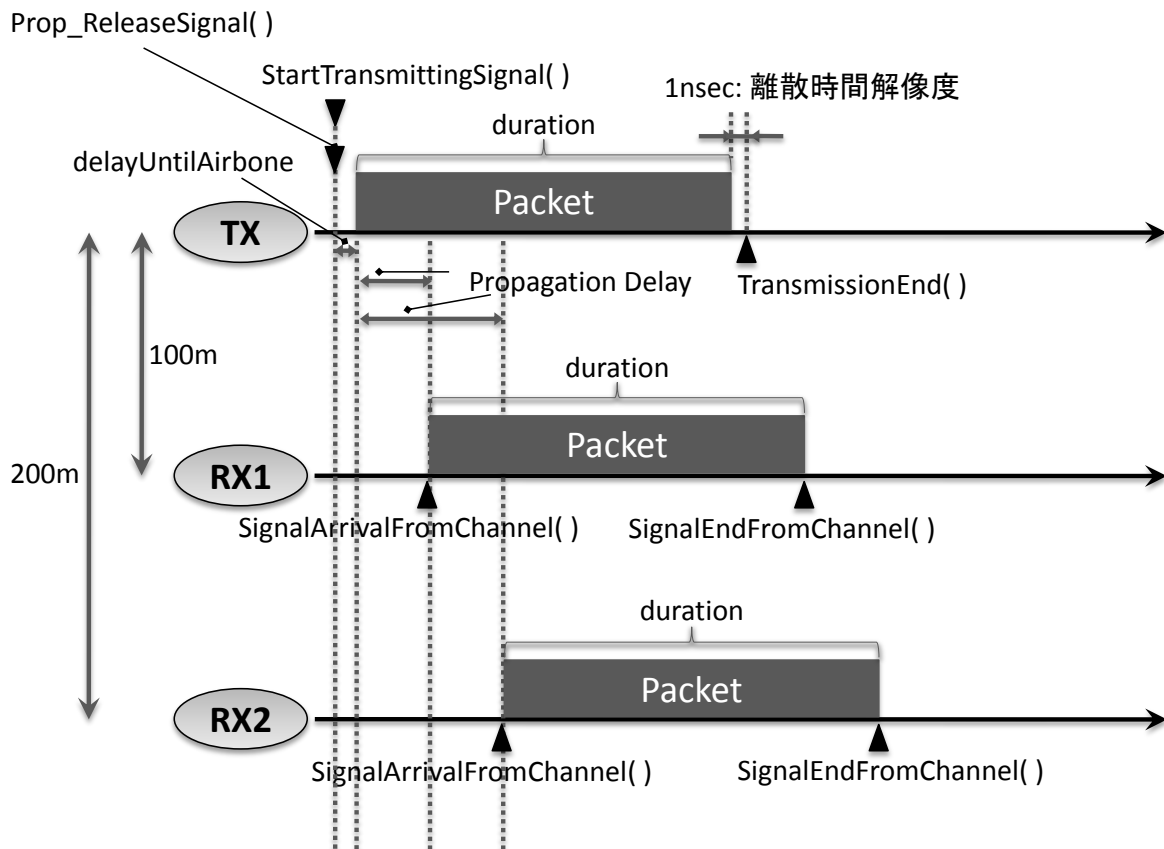 Prop_ReleaseSignal( )
StartTransmittingSignal( )
1nsec: 離散時間解像度
duration
delayUntilAirbone
Packet
TX
Propagation Delay
TransmissionEnd( )
100m
duration
Packet
200m
RX1
SignalArrivalFromChannel( )
SignalEndFromChannel( )
duration
Packet
RX2
SignalArrivalFromChannel( )
SignalEndFromChannel( )